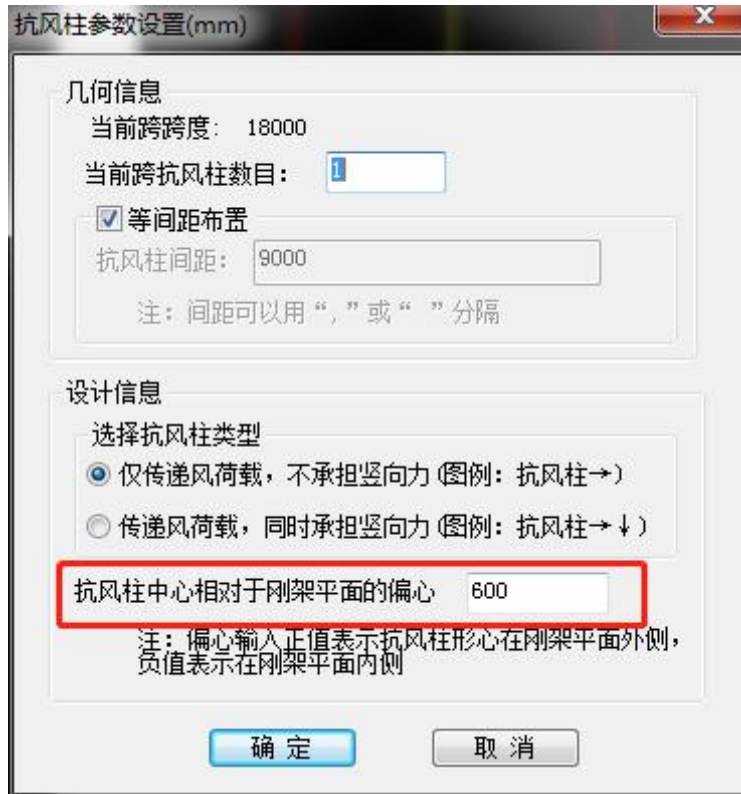 抗风柱参数设置(mm)
几何信息
当前跨跨度: 18000
当前跨抗风柱数目: 1
等间距布置
抗风柱间距: 9000
注: 间距可以用“,”或“ ”分隔
设计信息
选择抗风柱类型
仅传递风荷载，不承担竖向力(图例: 抗风柱→)
传递风荷载，同时承担竖向力(图例: 抗风柱→↓)
抗风柱中心相对于刚架平面的偏心 600
注: 偏心输入正值表示抗风柱形心在刚架平面外侧，
负值表示在刚架平面内侧
确 定 取 消